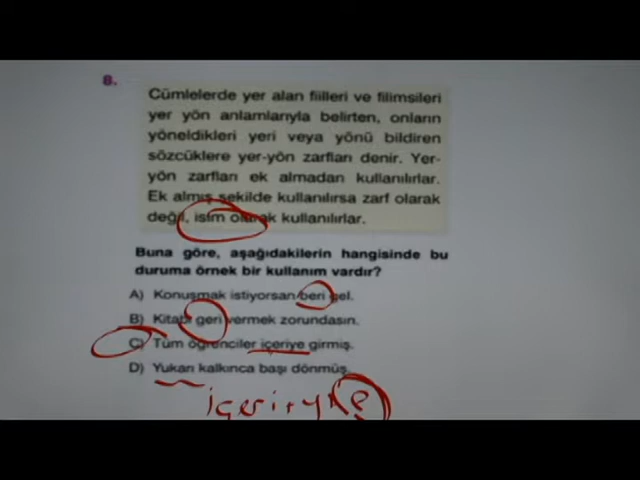 8.
Cümlelerde yer alan fiilleri ve fiilimsileri
yer yön anlamlarıyla belirten, onların
yöneldikleri yeri veya yönü bildiren
sözcüklere yer-yön zarfları denir. Yer-
yön zarfları ek almadan kullanılırlar.
Ek almış şekilde kullanılırsa zarf olarak
değil, isim olarak kullanılırlar.
Buna göre, aşağıdakilerin hangisinde bu
duruma örnek bir kullanım vardır?
A) Konuşmak istiyorsan beri gel.
B) Kitabı geri vermek zorundasın.
C) Tüm öğrenciler içeriye girmiş.
D) Yukarı kalkınca başı dönmüş.
içeri+y+e